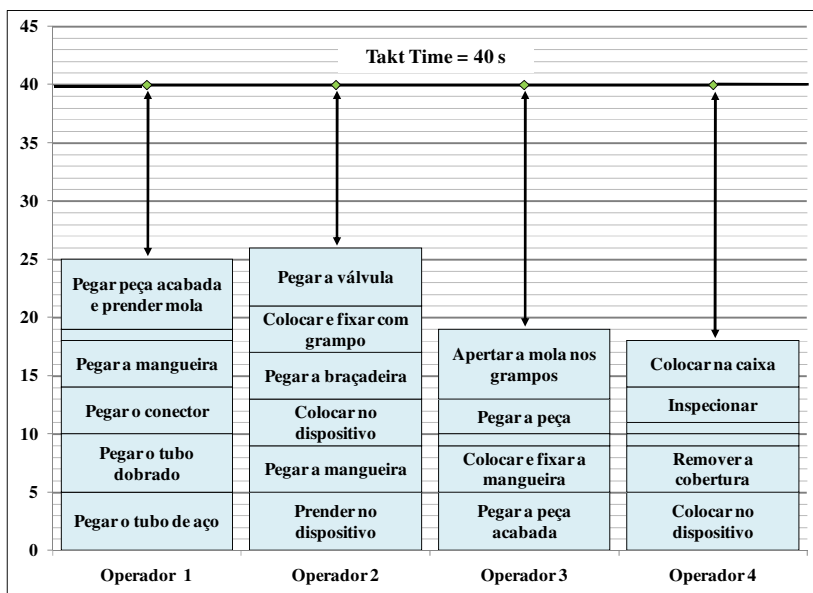 45
Takt Time = 40 s
40
35
30
25
20
15
10
5
0
Pegar peça acabada
e prender mola
Pegar a mangueira
Pegar o conector
Pegar o tubo
dobrado
Pegar o tubo de aço
Pegar a válvula
Colocar e fixar com
grampo
Pegar a braçadeira
Colocar no
dispositivo
Pegar a mangueira
Prender no
dispositivo
Apertar a mola nos
grampos
Pegar a peça
Colocar e fixar a
mangueira
Pegar a peça
acabada
Colocar na caixa
Inspecionar
Remover a
cobertura
Colocar no
dispositivo
Operador 1
Operador 2
Operador 3
Operador 4